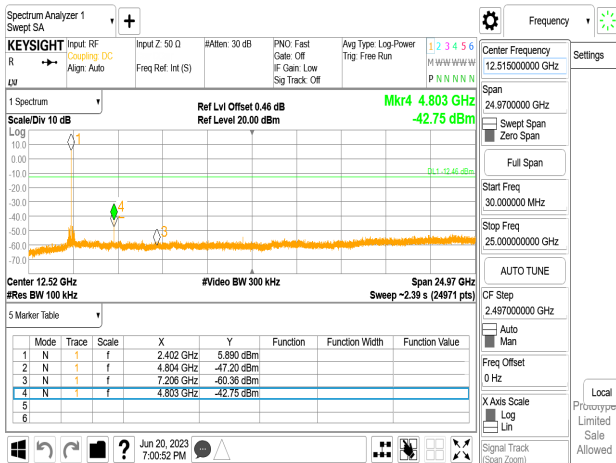 Spectrum Analyzer 1
Swept SA
Frequency
KEYSIGHT
R
Input: RF
Coupling: DC
Align: Auto
Input Z: 50 Ω
Freq Ref: Int (S)
#Atten: 30 dB
PNO: Fast
Gate: Off
IF Gain: Low
Sig Track: Off
Avg Type: Log-Power
Trig: Free Run
1 2 3 4 5 6
M W W W W W
P N N N N N
1 Spectrum
Scale/Div 10 dB
Ref Lvl Offset 0.46 dB
Ref Level 20.00 dBm
Mkr4 4.803 GHz
-42.75 dBm
Log
10.0
0.00
-10.0
-20.0
-30.0
-40.0
-50.0
-60.0
-70.0
1
4
3
DL1 -12.46 dBm
Center 12.52 GHz
#Video BW 300 kHz
Span 24.97 GHz
#Res BW 100 kHz
Sweep ~2.39 s (24971 pts)
5 Marker Table
Mode Trace Scale X Y Function Function Width Function Value
1 N 1 f 2.402 GHz 5.890 dBm
2 N 1 f 4.804 GHz -47.20 dBm
3 N 1 f 7.206 GHz -60.36 dBm
4 N 1 f 4.803 GHz -42.75 dBm
5
6
Jun 20, 2023
7:00:52 PM
Center Frequency
12.515000000 GHz
Settings
Span
24.9700000 GHz
Swept Span
Zero Span
Full Span
Start Freq
30.000000 MHz
Stop Freq
25.000000000 GHz
AUTO TUNE
CF Step
2.497000000 GHz
Auto
Man
Freq Offset
0 Hz
X Axis Scale
Log
Lin
Signal Track
(Span Zoom)
Local
Prototype
Limited
Sale
Allowed